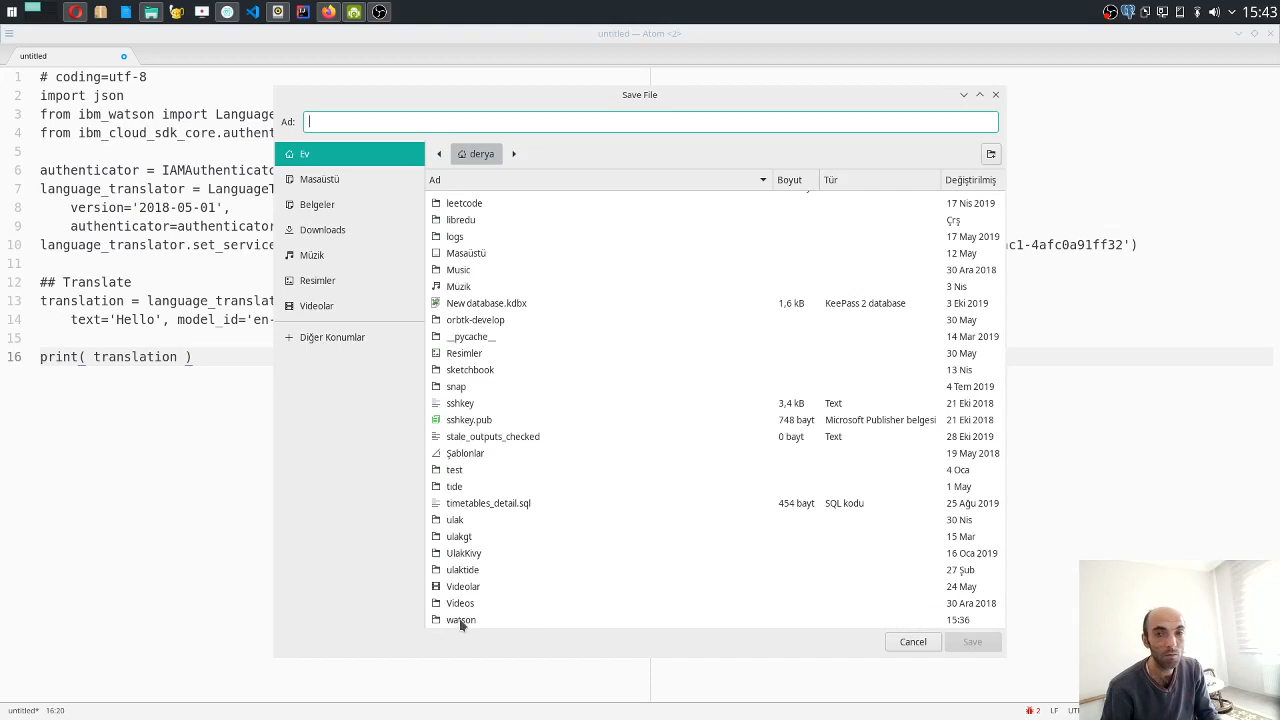 15:43
untitled — Atom <2>
untitled
1 # coding=utf-8
2 import json
3 from ibm_watson import Language
4 from ibm_cloud_sdk_core.authent
5
6 authenticator = IAMAuthenticato
7 language_translator = LanguageT
8 version='2018-05-01',
9 authenticator=authenticator
10 language_translator.set_service
c1-4afc0a91ff32')
11
12 ## Translate
13 translation = language_translat
14 text='Hello', model_id='en-
15
16 print( translation )
Save File
Ad:
Ev
Masaüstü
Belgeler
Downloads
Müzik
Resimler
Videolar
Diğer Konumlar
derya
Ad Boyut Tür Değiştirilmiş
leetcode 17 Nis 2019
libredu Çrş
logs 17 May 2019
Masaüstü 12 May
Music 30 Ara 2018
Müzik 3 Nis
New database.kdbx 1,6 kB KeePass 2 database 3 Eki 2019
orbtk-develop 30 May
__pycache__ 14 Mar 2019
Resimler 30 May
sketchbook 13 Nis
snap 4 Tem 2019
sshkey 3,4 kB Text 21 Eki 2018
sshkey.pub 748 bayt Microsoft Publisher belgesi 21 Eki 2018
stale_outputs_checked 0 bayt Text 28 Eki 2019
Şablonlar 19 May 2018
test 4 Oca
tide 1 May
timetables_detail.sql 454 bayt SQL kodu 25 Ağu 2019
ulak 30 Nis
ulakgt 15 Mar
UlakKivy 16 Oca 2019
ulaktide 27 Şub
Videolar 24 May
Videos 30 Ara 2018
watson 15:36
Cancel Save
untitled* 16:20
2 LF UT